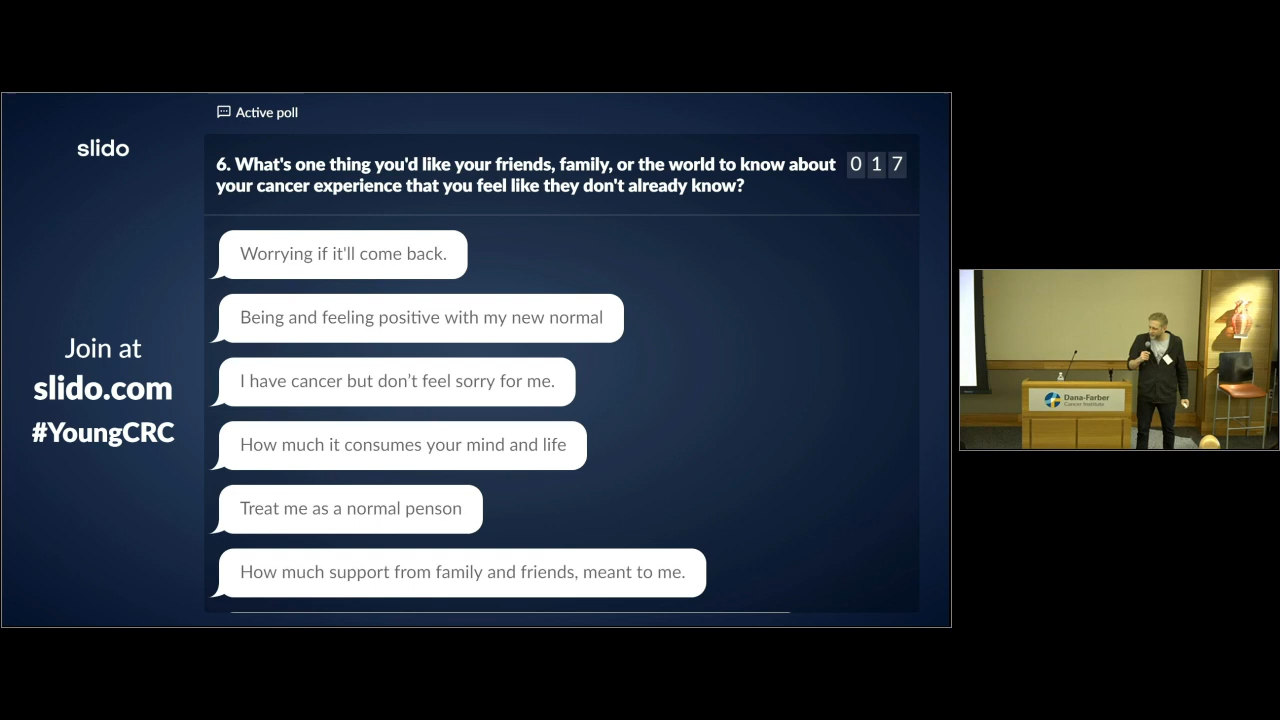 Active poll
slido
6. What's one thing you'd like your friends, family, or the world to know about
your cancer experience that you feel like they don't already know?
0 1 7
Worrying if it'll come back.
Being and feeling positive with my new normal
I have cancer but don’t feel sorry for me.
How much it consumes your mind and life
Treat me as a normal penson
How much support from family and friends, meant to me.
Join at
slido.com
#YoungCRC
Dana-Farber
Cancer Institute